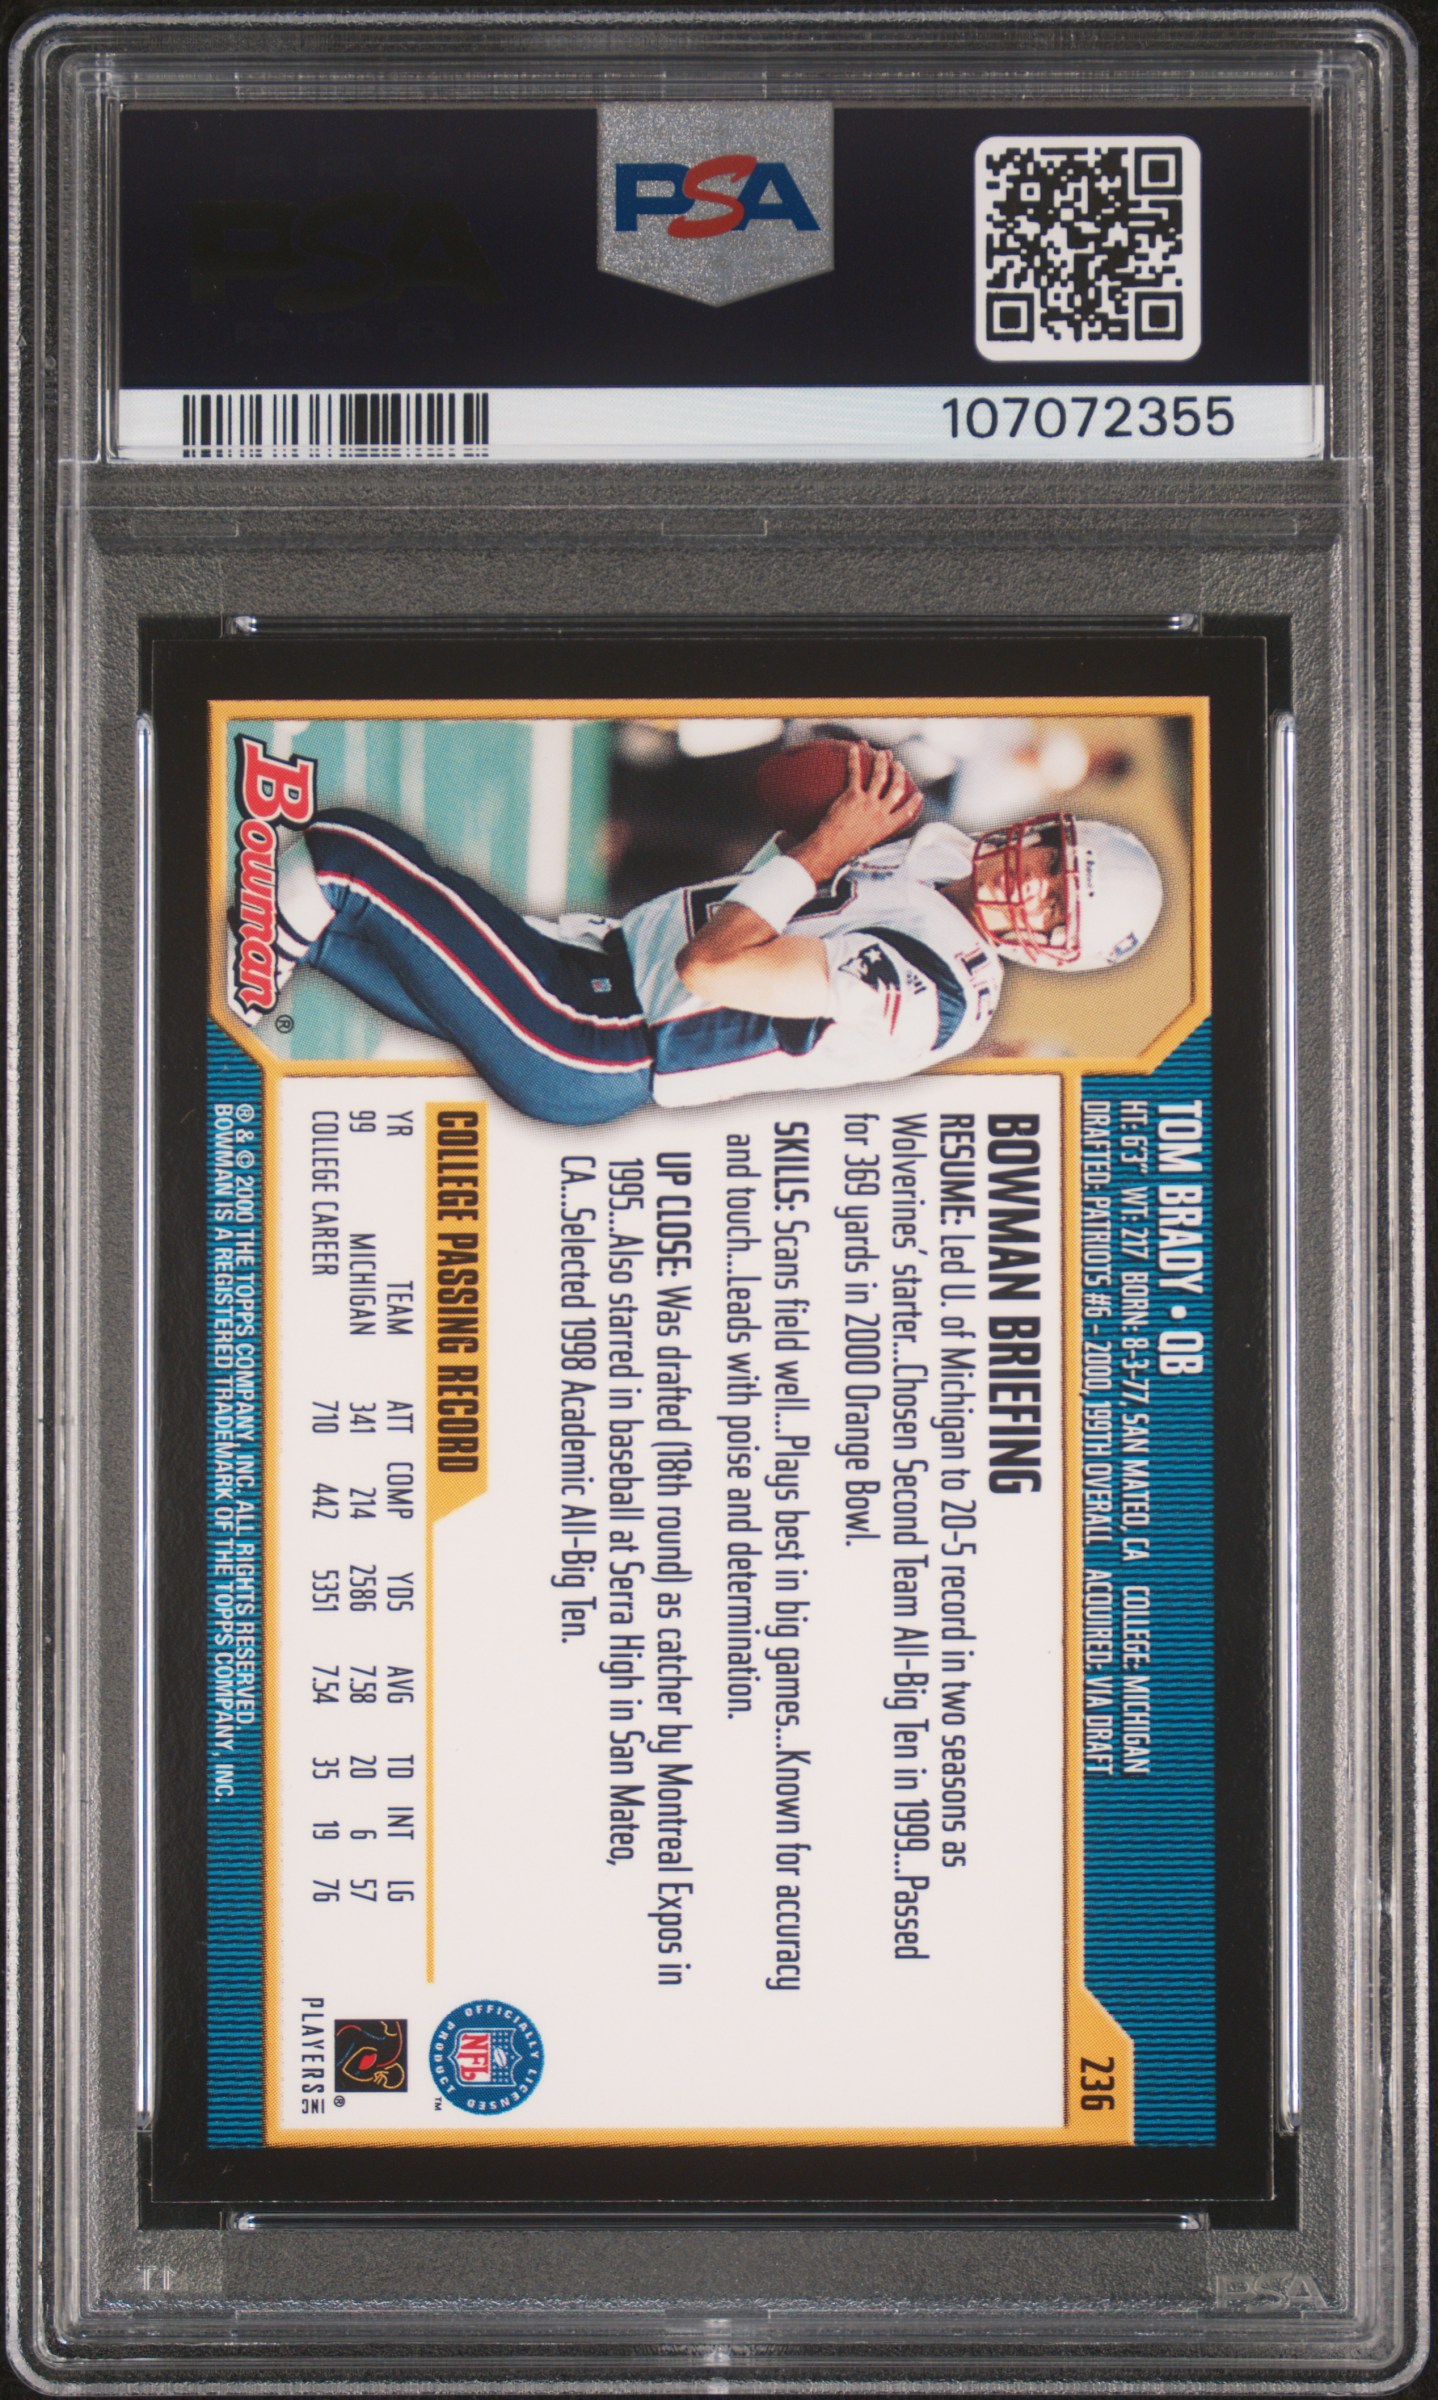 PSA
107072355
TOM BRADY • QB
HT: 6'3" WT: 217 BORN: 8-3-77, SAN MATEO, CA COLLEGE: MICHIGAN
DRAFTED: PATRIOTS #6 - 2000, 199TH OVERALL ACQUIRED: VIA DRAFT
236
BOWMAN BRIEFING
RESUME: Led U. of Michigan to 20-5 record in two seasons as
Wolverines' starter...Chosen Second Team All-Big Ten in 1999...Passed
for 369 yards in 2000 Orange Bowl.
SKILLS: Scans field well...Plays best in big games...Known for accuracy
and touch...Leads with poise and determination.
UP CLOSE: Was drafted (18th round) as catcher by Montreal Expos in
1995...Also starred in baseball at Serra High in San Mateo,
CA...Selected 1998 Academic All-Big Ten.
COLLEGE PASSING RECORD
YR TEAM ATT COMP YDS AVG TD INT LG
99 MICHIGAN 341 214 2586 7.58 20 6 57
COLLEGE CAREER 710 442 5351 7.54 35 19 76
Bowman®
OFFICIALLY LICENSED PRODUCT
NFL
™
®
PLAYERS INC
® & © 2000 THE TOPPS COMPANY, INC. ALL RIGHTS RESERVED.
BOWMAN IS A REGISTERED TRADEMARK OF THE TOPPS COMPANY, INC.
PSA